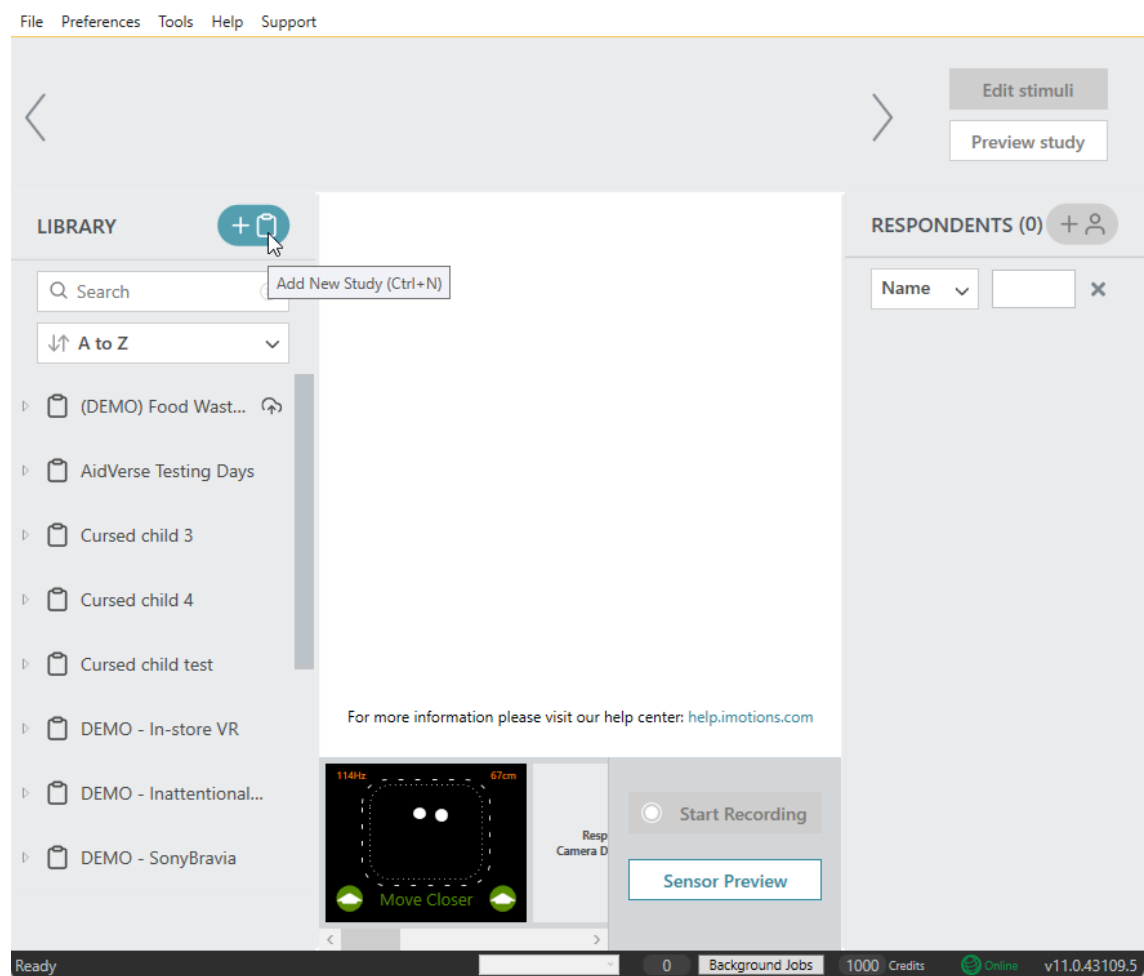 File Preferences Tools Help Support
Edit stimuli
Preview study
LIBRARY
Add New Study (Ctrl+N)
Search
A to Z
(DEMO) Food Wast...
AidVerse Testing Days
Cursed child 3
Cursed child 4
Cursed child test
DEMO - In-store VR
DEMO - Inattentional...
DEMO - SonyBravia
For more information please visit our help center: help.imotions.com
114Hz 67cm
Move Closer
Resp
Camera D
Start Recording
Sensor Preview
RESPONDENTS (0)
Name
Ready 0 Background Jobs 1000 Credits Online v11.0.43109.5